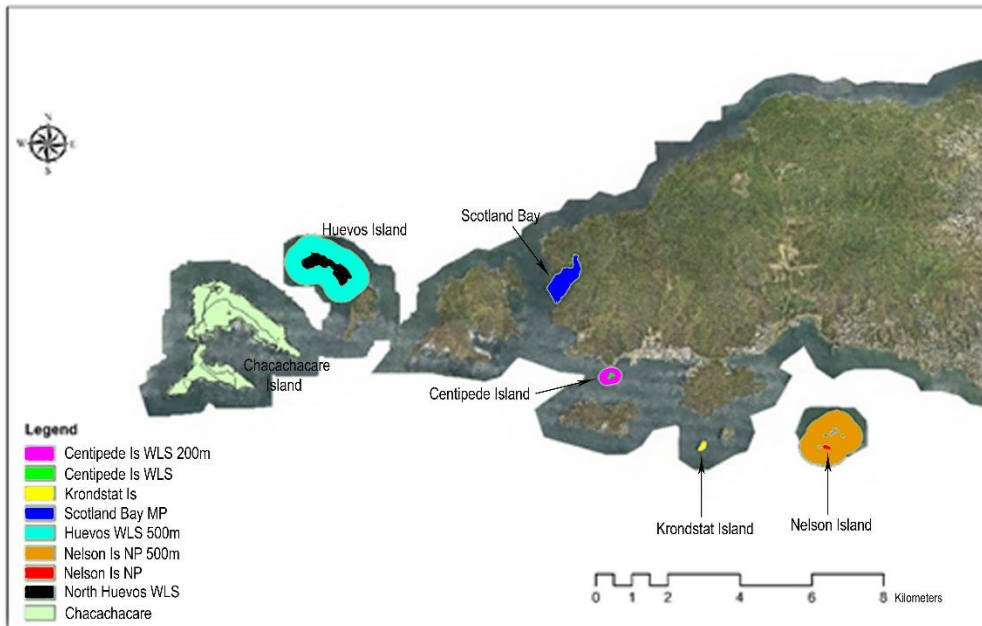 N
W E
S
Scotland Bay
Huevos Island
Chacachacare
Island
Centipede Island
Krondstat Island
Nelson Island
Legend
Centipede Is WLS 200m
Centipede Is WLS
Krondstat Is
Scotland Bay MP
Huevos WLS 500m
Nelson Is NP 500m
Nelson Is NP
North Huevos WLS
Chacachacare
0 1 2 4 6 8 Kilometers